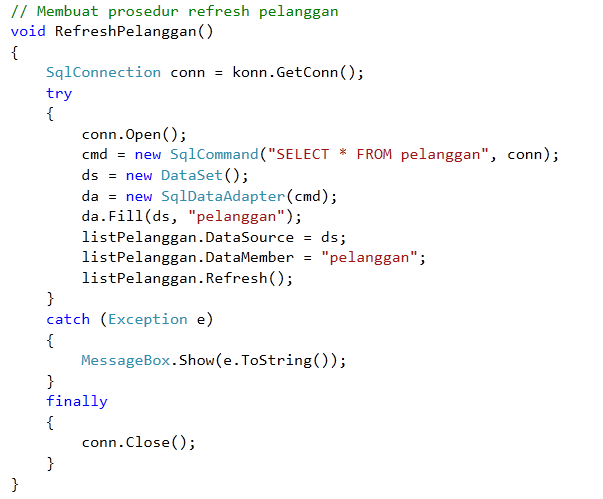 // Membuat prosedur refresh pelanggan
void RefreshPelanggan()
{
    SqlConnection conn = konn.GetConn();
    try
    {
        conn.Open();
        cmd = new SqlCommand("SELECT * FROM pelanggan", conn);
        ds = new DataSet();
        da = new SqlDataAdapter(cmd);
        da.Fill(ds, "pelanggan");
        listPelanggan.DataSource = ds;
        listPelanggan.DataMember = "pelanggan";
        listPelanggan.Refresh();
    }
    catch (Exception e)
    {
        MessageBox.Show(e.ToString());
    }
    finally
    {
        conn.Close();
    }
}